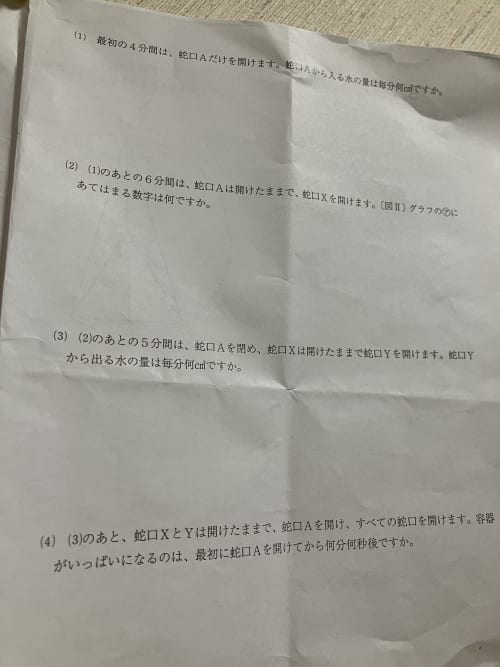 (1) 最初の4分間は、蛇口Aだけを開けます。蛇口Aから入る水の量は毎分何㎤ですか。
(2) (1)のあとの6分間は、蛇口Aは開けたままで、蛇口Xを開けます。〔図Ⅱ〕グラフの㋐に
あてはまる数字は何ですか。
(3) (2)のあとの5分間は、蛇口Aを閉め、蛇口Xは開けたままで蛇口Yを開けます。蛇口Y
から出る水の量は毎分何㎤ですか。
(4) (3)のあと、蛇口XとYは開けたままで、蛇口Aを開け、すべての蛇口を開けます。容器
がいっぱいになるのは、最初に蛇口Aを開けてから何分何秒後ですか。